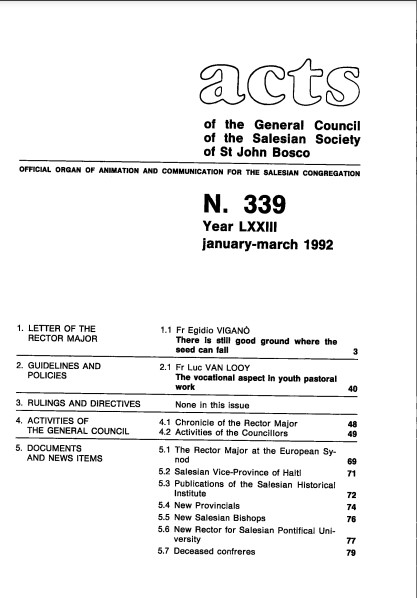 acts
of the General Council
of the Salesian Society
of St John Bosco
OFFICIAL ORGAN OF ANIMATION AND COMMUNICATION FOR THE SALESIAN CONGREGATION
N. 339
Year LXXIII
january-march 1992
1. LETTER OF THE
RECTOR MAJOR
1.1 Fr Egidio VIGANÒ
There is still good ground where the
seed can fall 3
2. GUIDELINES AND
POLICIES
2.1 Fr Luc VAN LOOY
The vocational aspect in youth pastoral
work 40
3. RULINGS AND DIRECTIVES None in this issue
4. ACTIVITIES OF
THE GENERAL COUNCIL
4.1 Chronicle of the Rector Major 48
4.2 Activities of the Councillors 49
5. DOCUMENTS
AND NEWS ITEMS
5.1 The Rector Major at the European Sy-
nod 69
5.2 Salesian Vice-Province of Haiti 71
5.3 Publications of the Salesian Historical
Institute 72
5.4 New Provincials 74
5.5 New Salesian Bishops 76
5.6 New Rector for Salesian Pontifical Uni-
versity 77
5.7 Deceased confreres 79